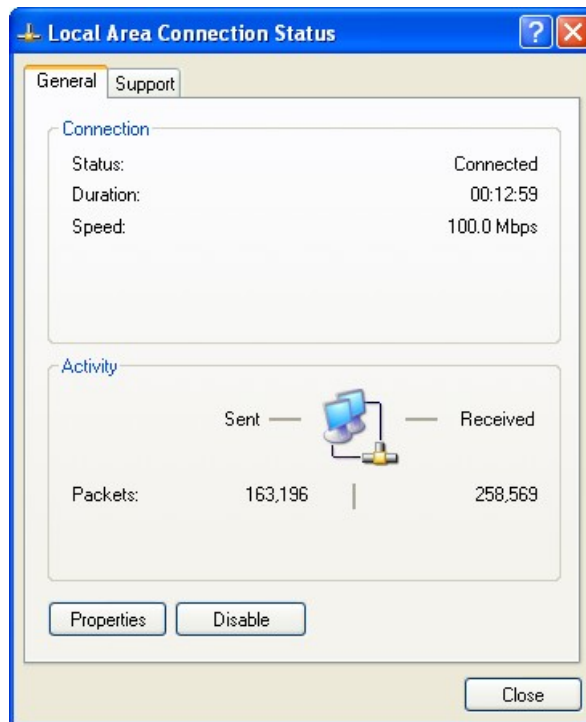 Local Area Connection Status
General Support
Connection
Status: Connected
Duration: 00:12:59
Speed: 100.0 Mbps
Activity
Sent Received
Packets: 163,196 258,569
Properties Disable
Close